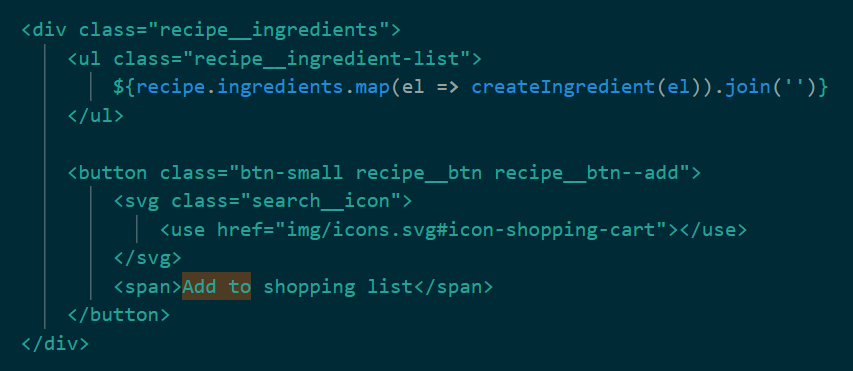 <div class="recipe__ingredients">
<ul class="recipe__ingredient-list">
${recipe.ingredients.map(el => createIngredient(el)).join('')}
</ul>
<button class="btn-small recipe__btn recipe__btn--add">
<svg class="search__icon">
<use href="img/icons.svg#icon-shopping-cart"></use>
</svg>
<span>Add to shopping list</span>
</button>
</div>